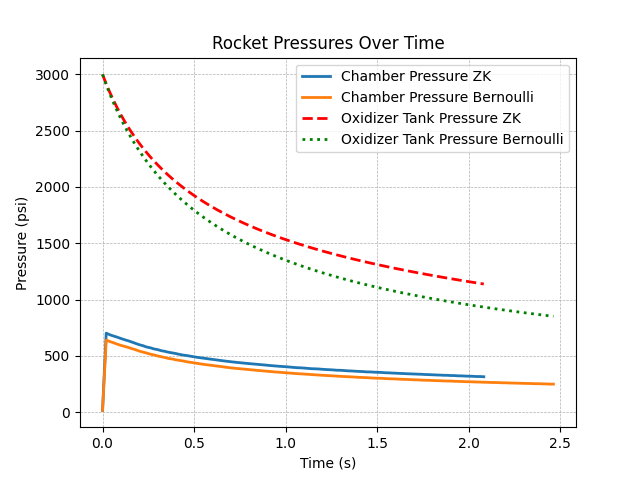 Rocket Pressures Over Time
Chamber Pressure ZK
Chamber Pressure Bernoulli
Oxidizer Tank Pressure ZK
Oxidizer Tank Pressure Bernoulli
Pressure (psi)
3000
2500
2000
1500
1000
500
0
0.0 0.5 1.0 1.5 2.0 2.5
Time (s)